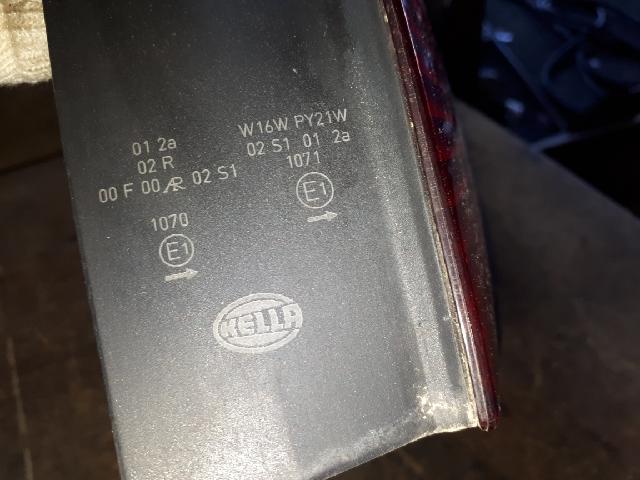 01 2a
02 R
00 F 00 AR 02 S1
1070
E1
W16W PY21W
02 S1 01 2a
1071
E1
HELLA